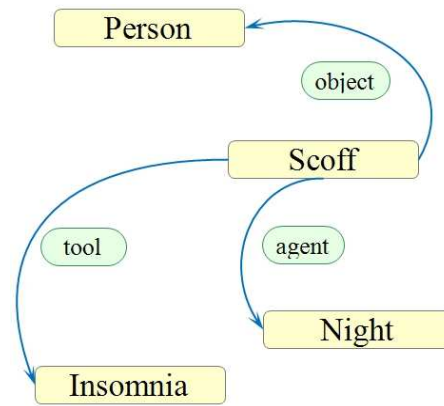 Person
object
Scoff
tool
agent
Night
Insomnia